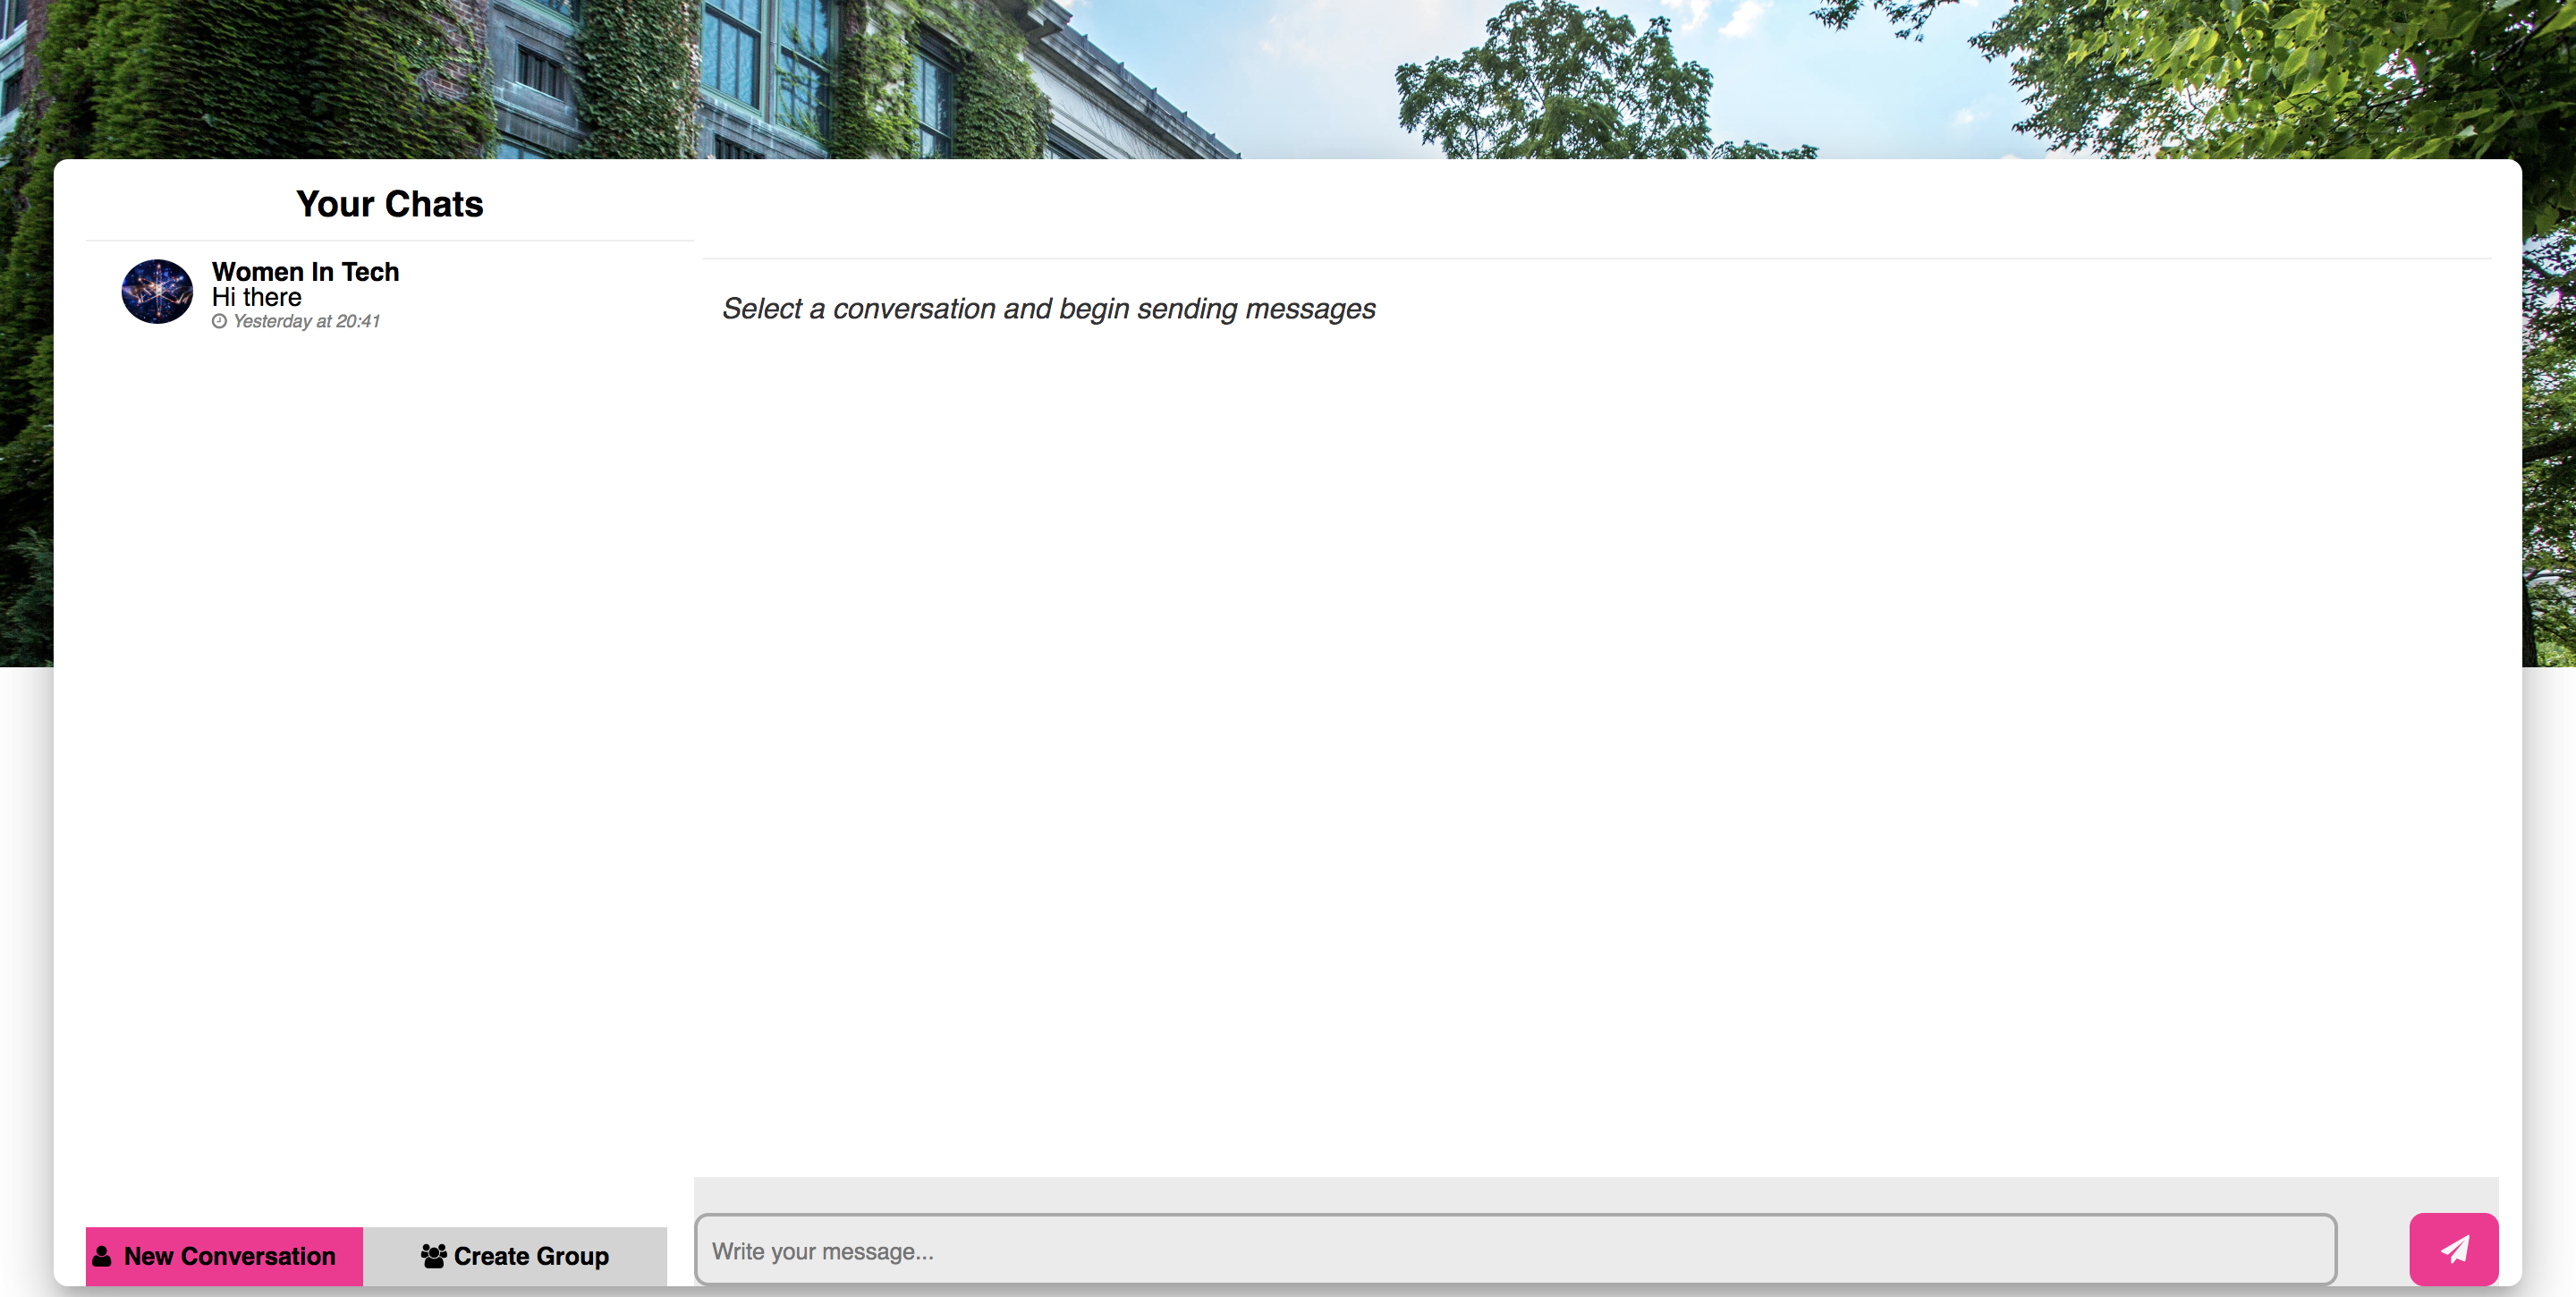 Your Chats
Women In Tech
Hi there
Yesterday at 20:41
Select a conversation and begin sending messages
New Conversation
Create Group
Write your message...